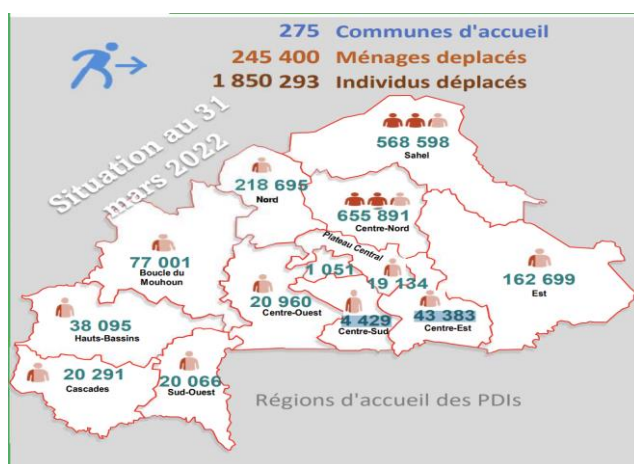 275 Communes d'accueil
245 400 Ménages deplacés
1 850 293 Individus déplacés
Situation au 31
mars 2022
568 598
Sahel
218 695
Nord
655 891
Centre-Nord
Plateau Central
77 001
Boucle du
Mouhoun
1 051
19 134
162 699
Est
20 960
Centre-Ouest
4 429
Centre-Sud
43 383
Centre-Est
38 095
Hauts-Bassins
20 291
Cascades
20 066
Sud-Ouest
Régions d'accueil des PDIs